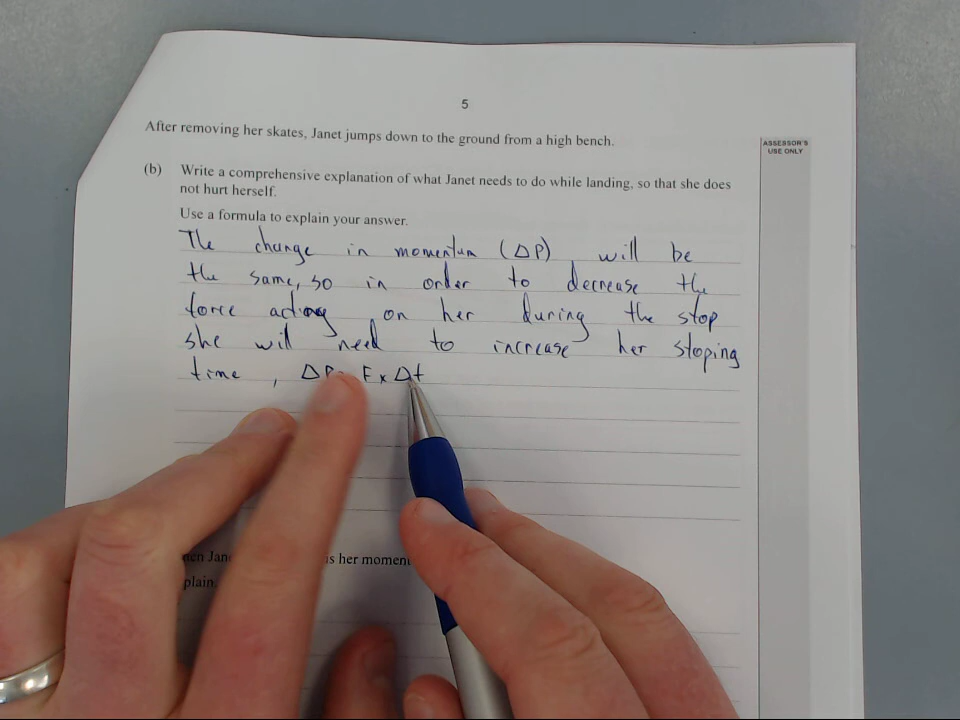 5
After removing her skates, Janet jumps down to the ground from a high bench.
ASSESSOR'S
USE ONLY
(b) Write a comprehensive explanation of what Janet needs to do while landing, so that she does
not hurt herself.
Use a formula to explain your answer.
The change in momentum (ΔP) will be
the same, so in order to decrease the
force acting on her during the stop
she will need to increase her stoping
time, ΔP= F x Δt
Jan is her
plain